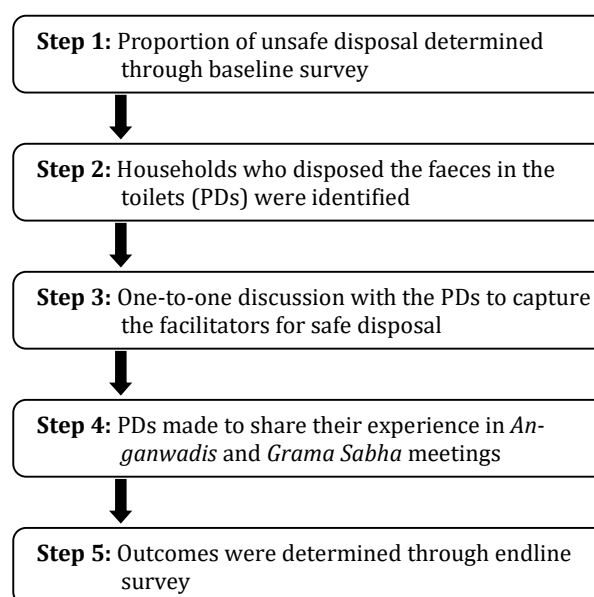 Step 1: Proportion of unsafe disposal determined
through baseline survey
Step 2: Households who disposed the faeces in the
toilets (PDs) were identified
Step 3: One-to-one discussion with the PDs to capture
the facilitators for safe disposal
Step 4: PDs made to share their experience in An-
ganwadis and Grama Sabha meetings
Step 5: Outcomes were determined through endline
survey